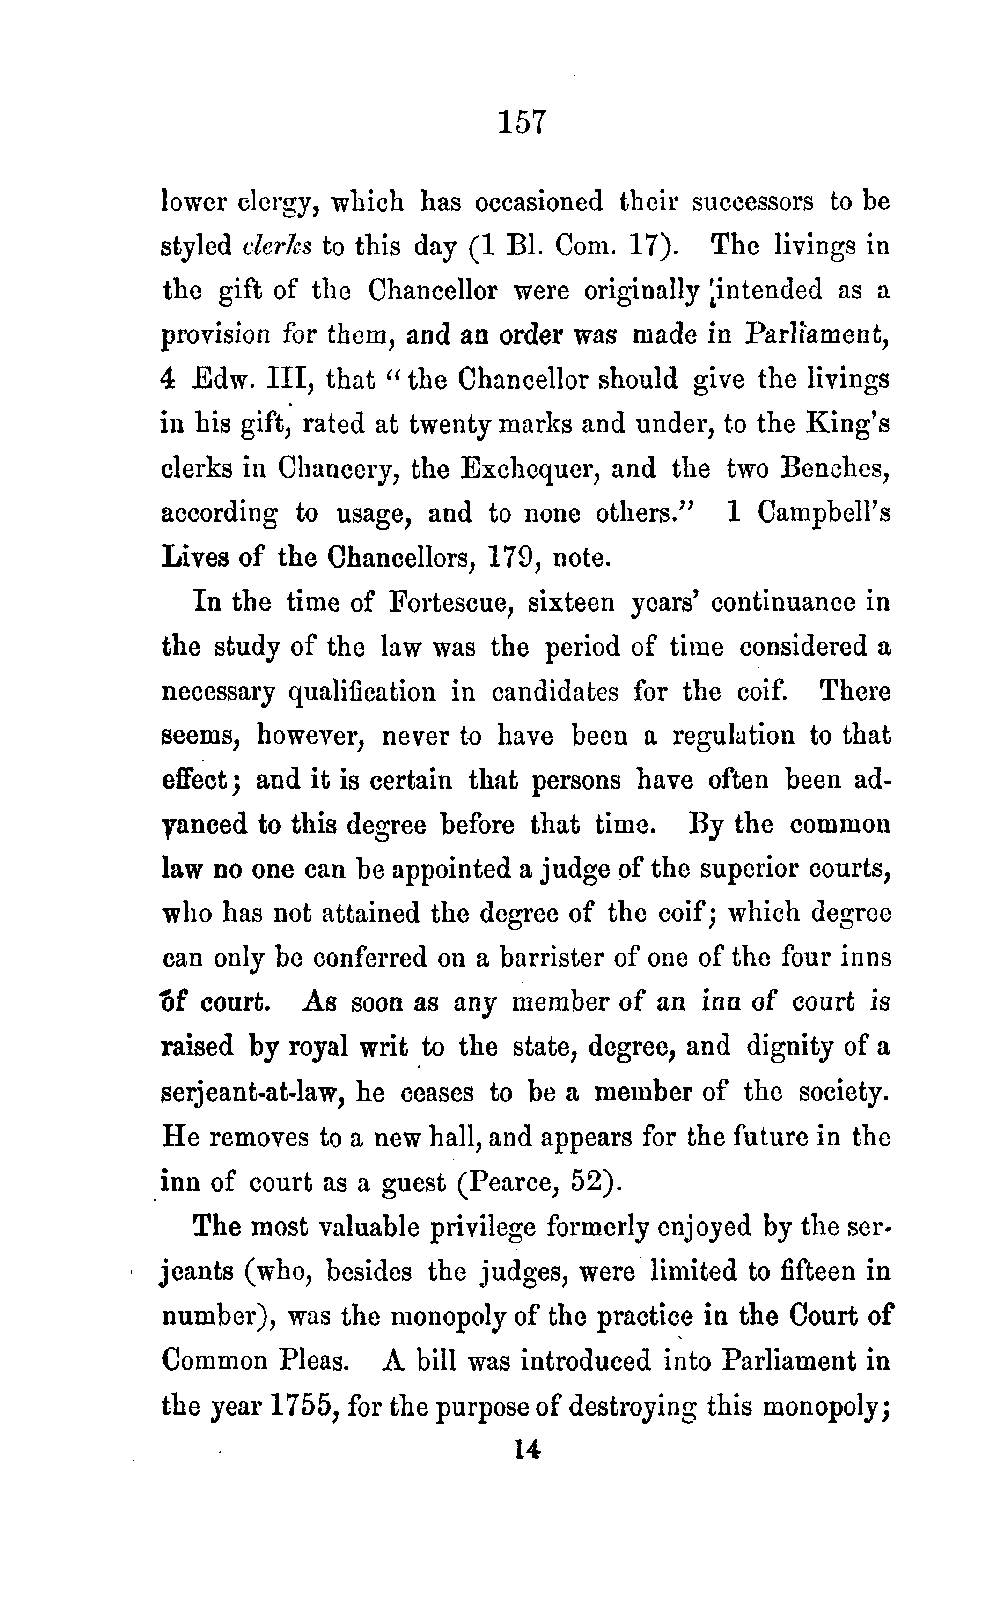 157
lower clergy, which has occasioned their successors to be
styled clerks to this day (1 Bl. Com. 17). The livings in
the gift of the Chancellor were originally intended as a
provision for them, and an order was made in Parliament,
4 Edw. III, that “the Chancellor should give the livings
in his gift, rated at twenty marks and under, to the King’s
clerks in Chancery, the Exchequer, and the two Benches,
according to usage, and to none others.” 1 Campbell’s
Lives of the Chancellors, 179, note.
In the time of Fortescue, sixteen years’ continuance in
the study of the law was the period of time considered a
necessary qualification in candidates for the coif. There
seems, however, never to have been a regulation to that
effect; and it is certain that persons have often been ad-
vanced to this degree before that time. By the common
law no one can be appointed a judge of the superior courts,
who has not attained the degree of the coif; which degree
can only be conferred on a barrister of one of the four inns
of court. As soon as any member of an inn of court is
raised by royal writ to the state, degree, and dignity of a
serjeant-at-law, he ceases to be a member of the society.
He removes to a new hall, and appears for the future in the
inn of court as a guest (Pearce, 52).
The most valuable privilege formerly enjoyed by the ser-
jeants (who, besides the judges, were limited to fifteen in
number), was the monopoly of the practice in the Court of
Common Pleas. A bill was introduced into Parliament in
the year 1755, for the purpose of destroying this monopoly;
14